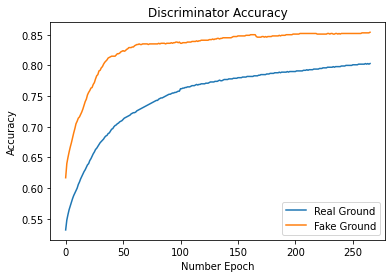 Discriminator Accuracy
Accuracy
0.85
0.80
0.75
0.70
0.65
0.60
0.55
0
50
100
150
200
250
Number Epoch
Real Ground
Fake Ground